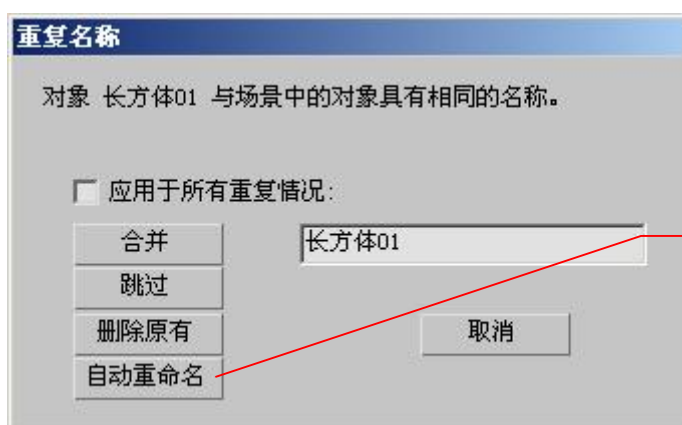 重复名称
对象 长方体01 与场景中的对象具有相同的名称。
应用于所有重复情况:
合并
长方体01
跳过
删除原有
取消
自动重命名